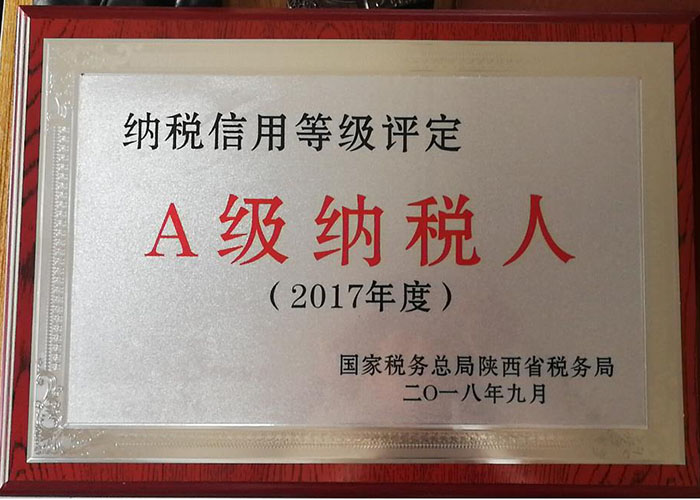 纳税信用等级评定
A级纳税人
（2017年度）
国家税务总局陕西省税务局
二〇一八年九月